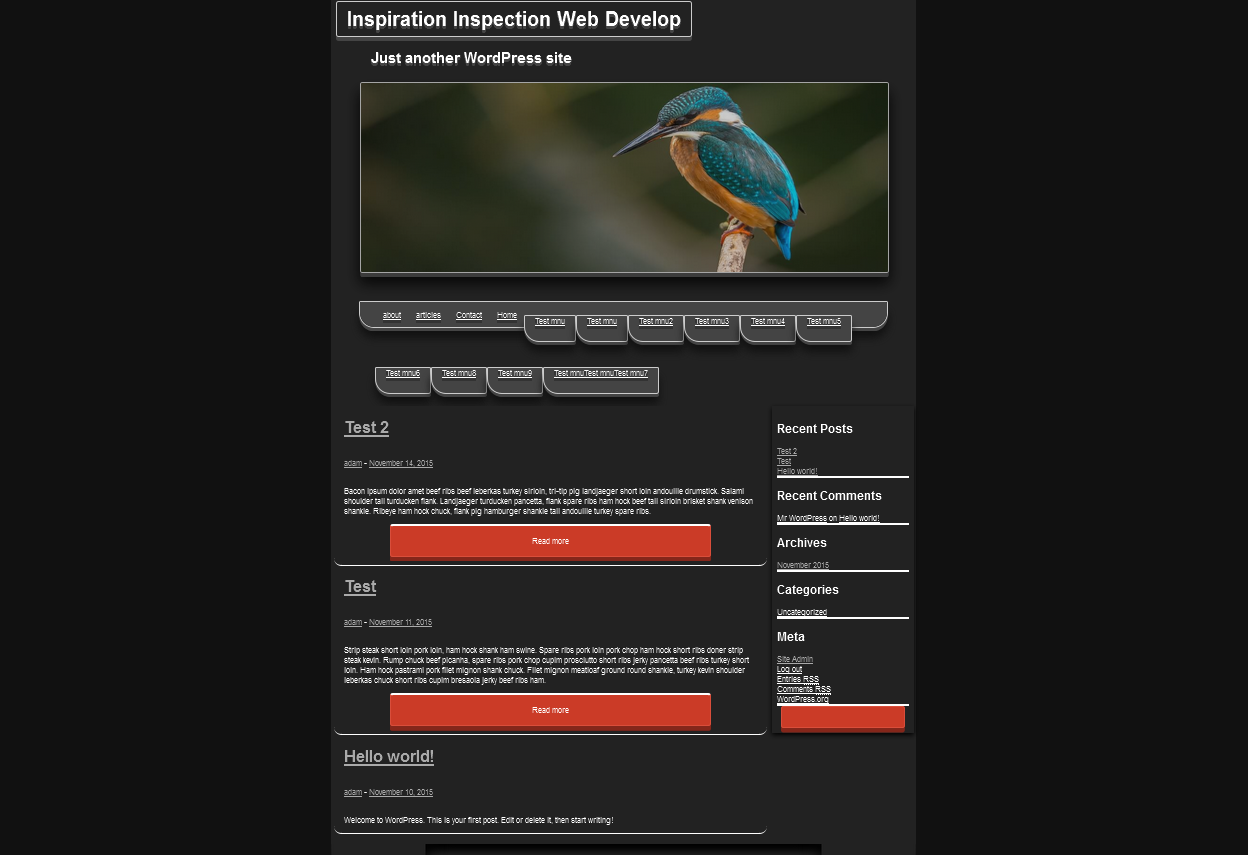 Inspiration Inspection Web Develop
Just another WordPress site
about articles Contact Home Test mnu Test mnu Test mnu2 Test mnu3 Test mnu4 Test mnu5
Test mnu6 Test mnu8 Test mnu9 Test mnuTest mnuTest mnu7
Test 2
adam - November 14, 2015
Bacon ipsum dolor amet beef ribs beef leberkas turkey sirloin, tri-tip pig landjaeger short loin andouille drumstick. Salami
shoulder tail turducken flank. Landjaeger turducken pancetta, flank spare ribs ham hock beef tail sirloin brisket shank venison
shankle. Ribeye ham hock chuck, flank pig hamburger shankle tail andouille turkey spare ribs.
Read more
Test
adam - November 11, 2015
Strip steak short loin pork loin, ham hock shank ham swine. Spare ribs pork loin pork chop ham hock short ribs doner strip
steak kevin. Rump chuck beef picanha, spare ribs pork chop cupim prosciutto short ribs jerky pancetta beef ribs turkey short
loin. Ham hock pastrami pork filet mignon shank chuck. Filet mignon meatloaf ground round shankle, turkey kevin shoulder
leberkas chuck short ribs cupim bresaola jerky beef ribs ham.
Read more
Hello world!
adam - November 10, 2015
Welcome to WordPress. This is your first post. Edit or delete it, then start writing!
Recent Posts
Test 2
Test
Hello world!
Recent Comments
Mr WordPress on Hello world!
Archives
November 2015
Categories
Uncategorized
Meta
Site Admin
Log out
Entries RSS
Comments RSS
WordPress.org